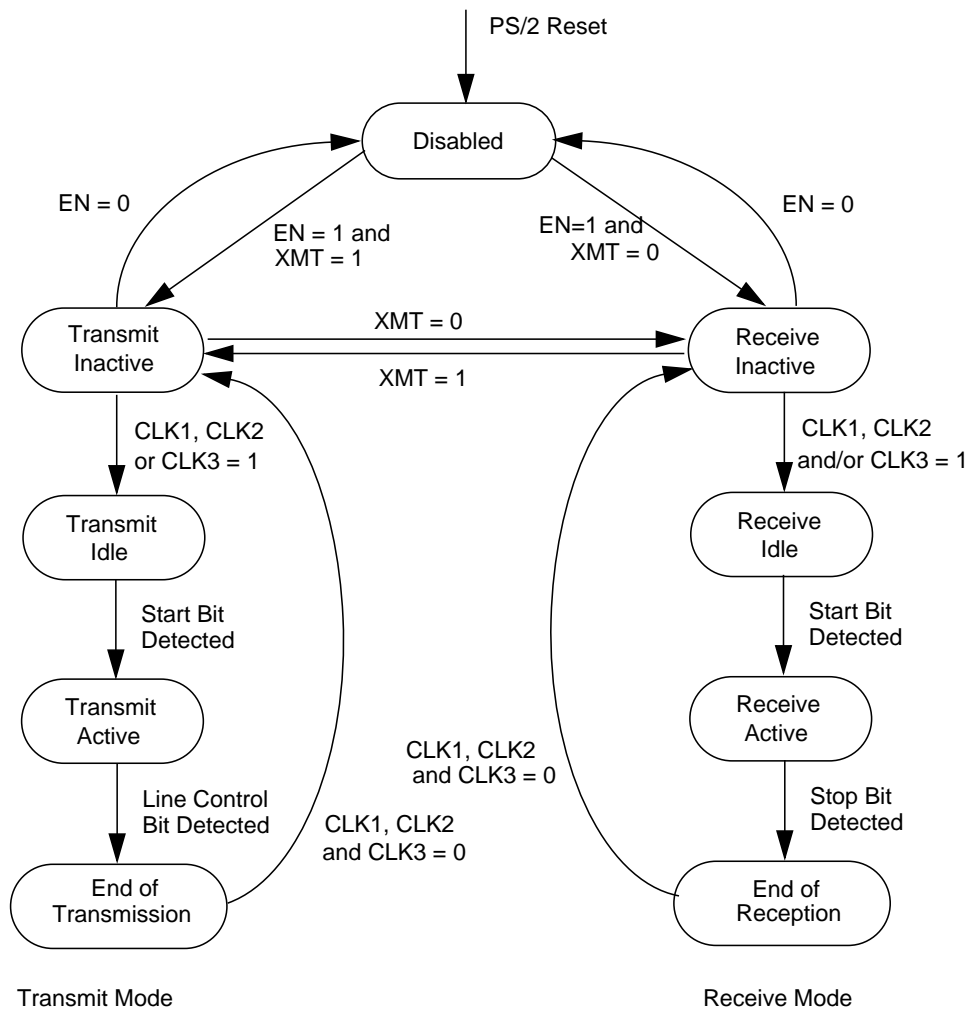 PS/2 Reset
Disabled
EN = 0
EN = 1 and
XMT = 1
EN=1 and
XMT = 0
EN = 0
Transmit
Inactive
XMT = 0
XMT = 1
Receive
Inactive
CLK1, CLK2
or CLK3 = 1
CLK1, CLK2
and/or CLK3 = 1
Transmit
Idle
Receive
Idle
Start Bit
Detected
Start Bit
Detected
Transmit
Active
Receive
Active
Line Control
Bit Detected
CLK1, CLK2
and CLK3 = 0
CLK1, CLK2
and CLK3 = 0
Stop Bit
Detected
End of
Transmission
End of
Reception
Transmit Mode
Receive Mode